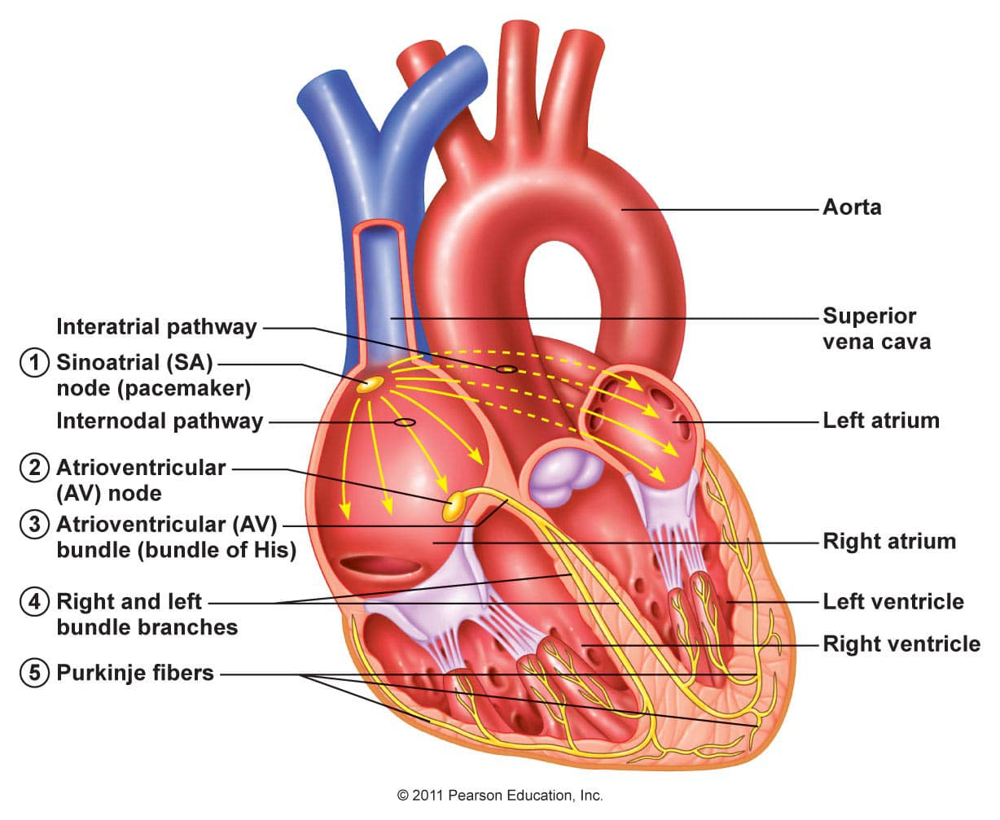 Aorta
Superior
vena cava
Interatrial pathway
1 Sinoatrial (SA)
node (pacemaker)
Internodal pathway
Left atrium
2 Atrioventricular
(AV) node
3 Atrioventricular (AV)
bundle (bundle of His)
Right atrium
4 Right and left
bundle branches
Left ventricle
Right ventricle
5 Purkinje fibers
© 2011 Pearson Education, Inc.